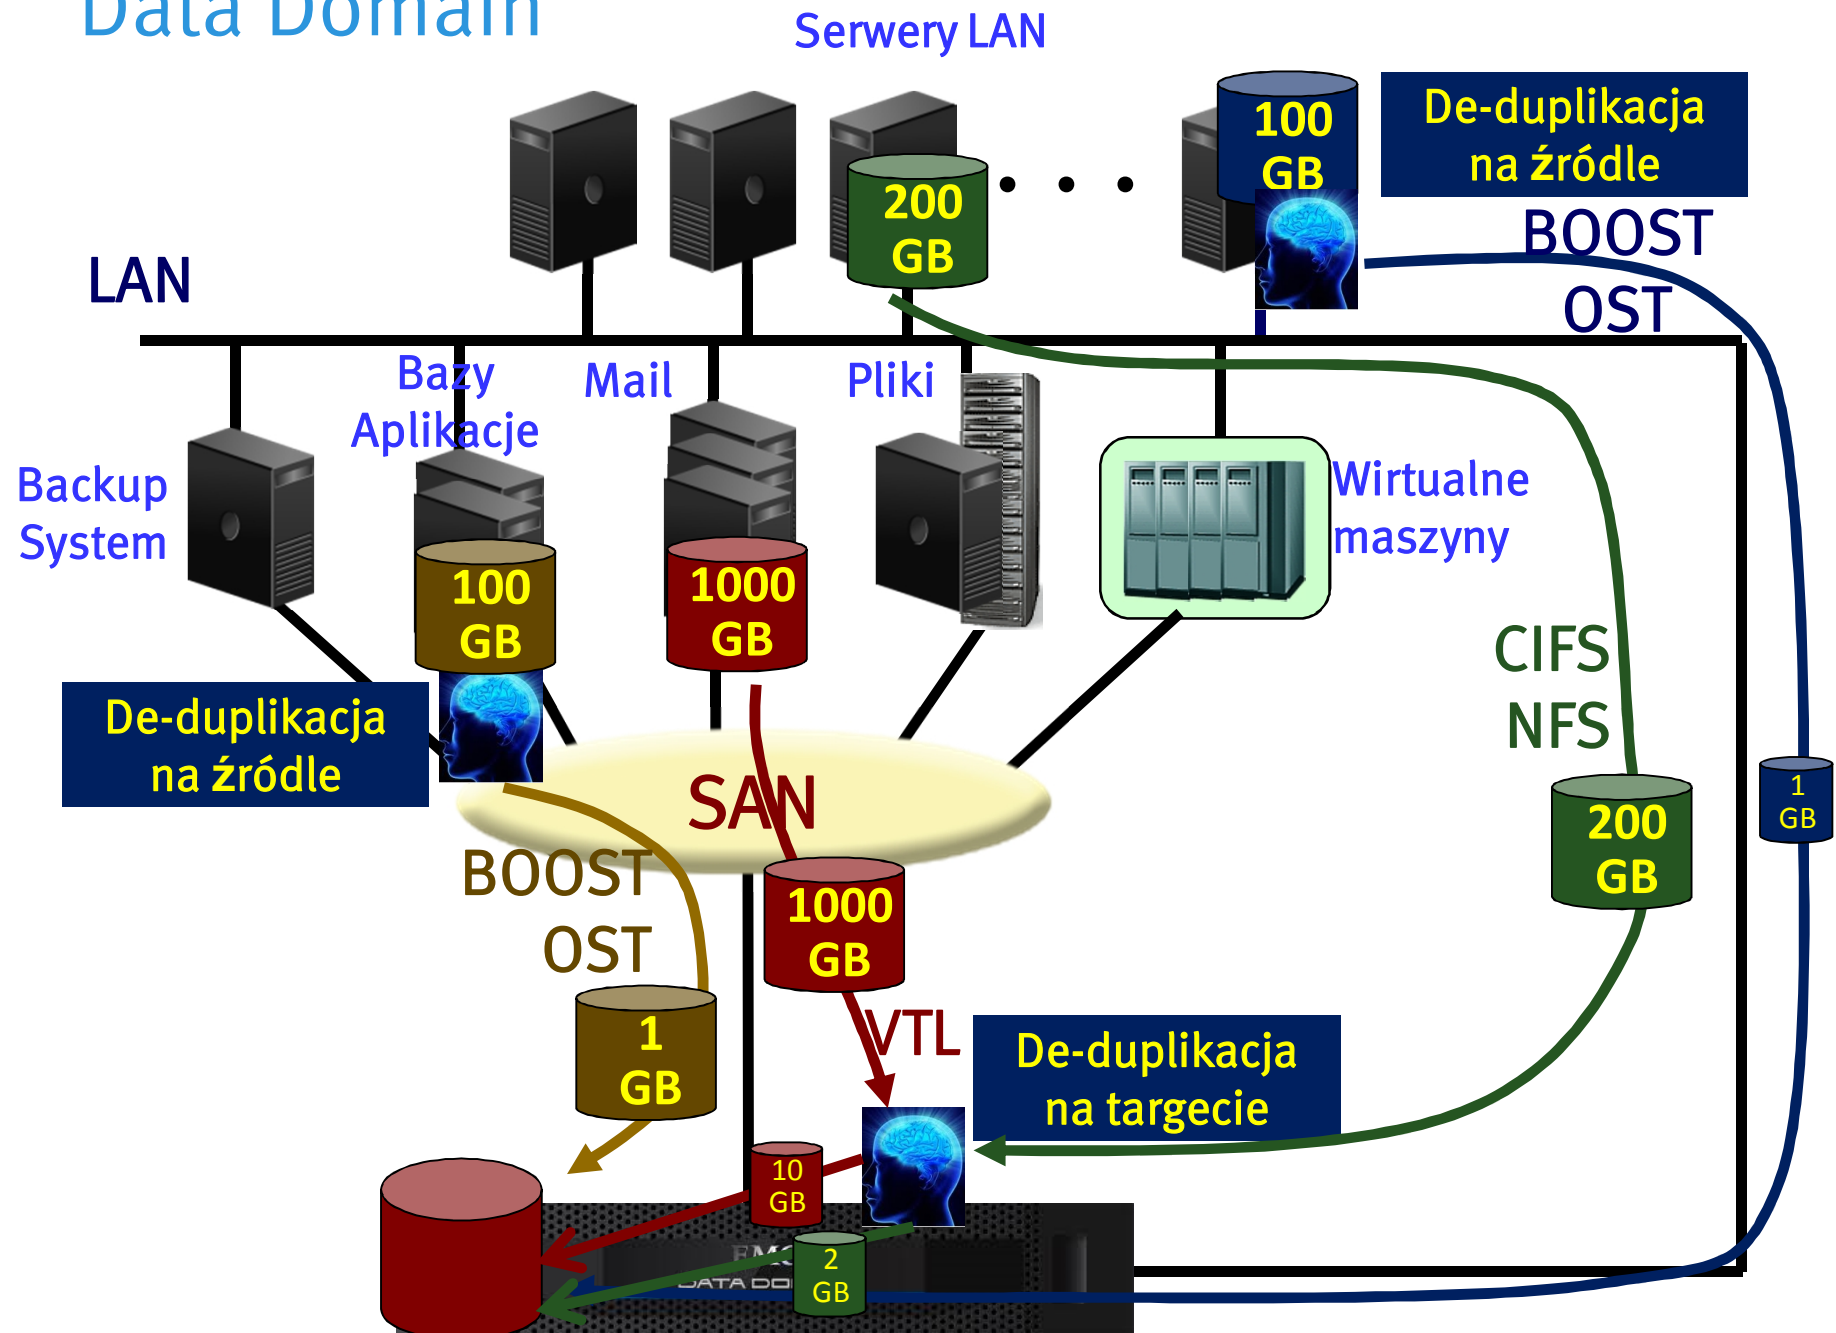 Data Domain
Serwery LAN
100
GB
De-duplikacja
na źródle
200
GB
BOOST
OST
LAN
Bazy
Aplikacje
Mail
Pliki
Backup
System
Wirtualne
maszyny
100
GB
1000
GB
CIFS
NFS
De-duplikacja
na źródle
SAN
1
GB
200
GB
BOOST
OST
1000
GB
1
GB
VTL
De-duplikacja
na targecie
10
GB
2
GB